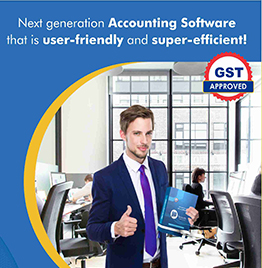 Next generation Accounting Software
that is user-friendly and super-efficient!
GST
APPROVED